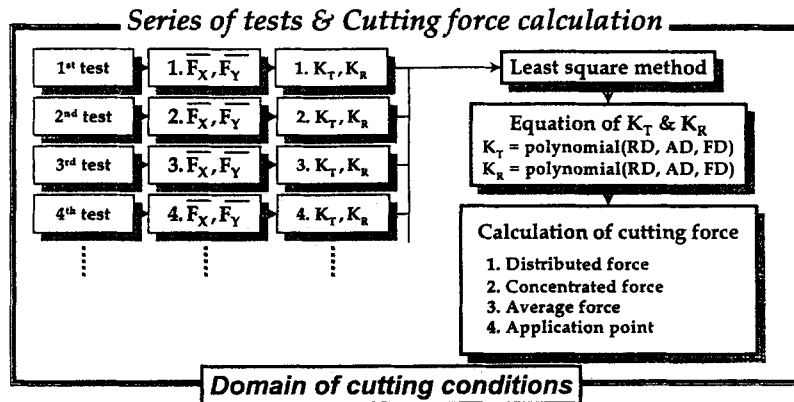 Series of tests & Cutting force calculation
1st test
1. F̅X̅, F̅Y̅
1. KT, KR
2nd test
2. F̅X̅, F̅Y̅
2. KT, KR
3rd test
3. F̅X̅, F̅Y̅
3. KT, KR
4th test
4. F̅X̅, F̅Y̅
4. KT, KR
Least square method
Equation of KT & KR
KT = polynomial(RD, AD, FD)
KR = polynomial(RD, AD, FD)
Calculation of cutting force
1. Distributed force
2. Concentrated force
3. Average force
4. Application point
Domain of cutting conditions